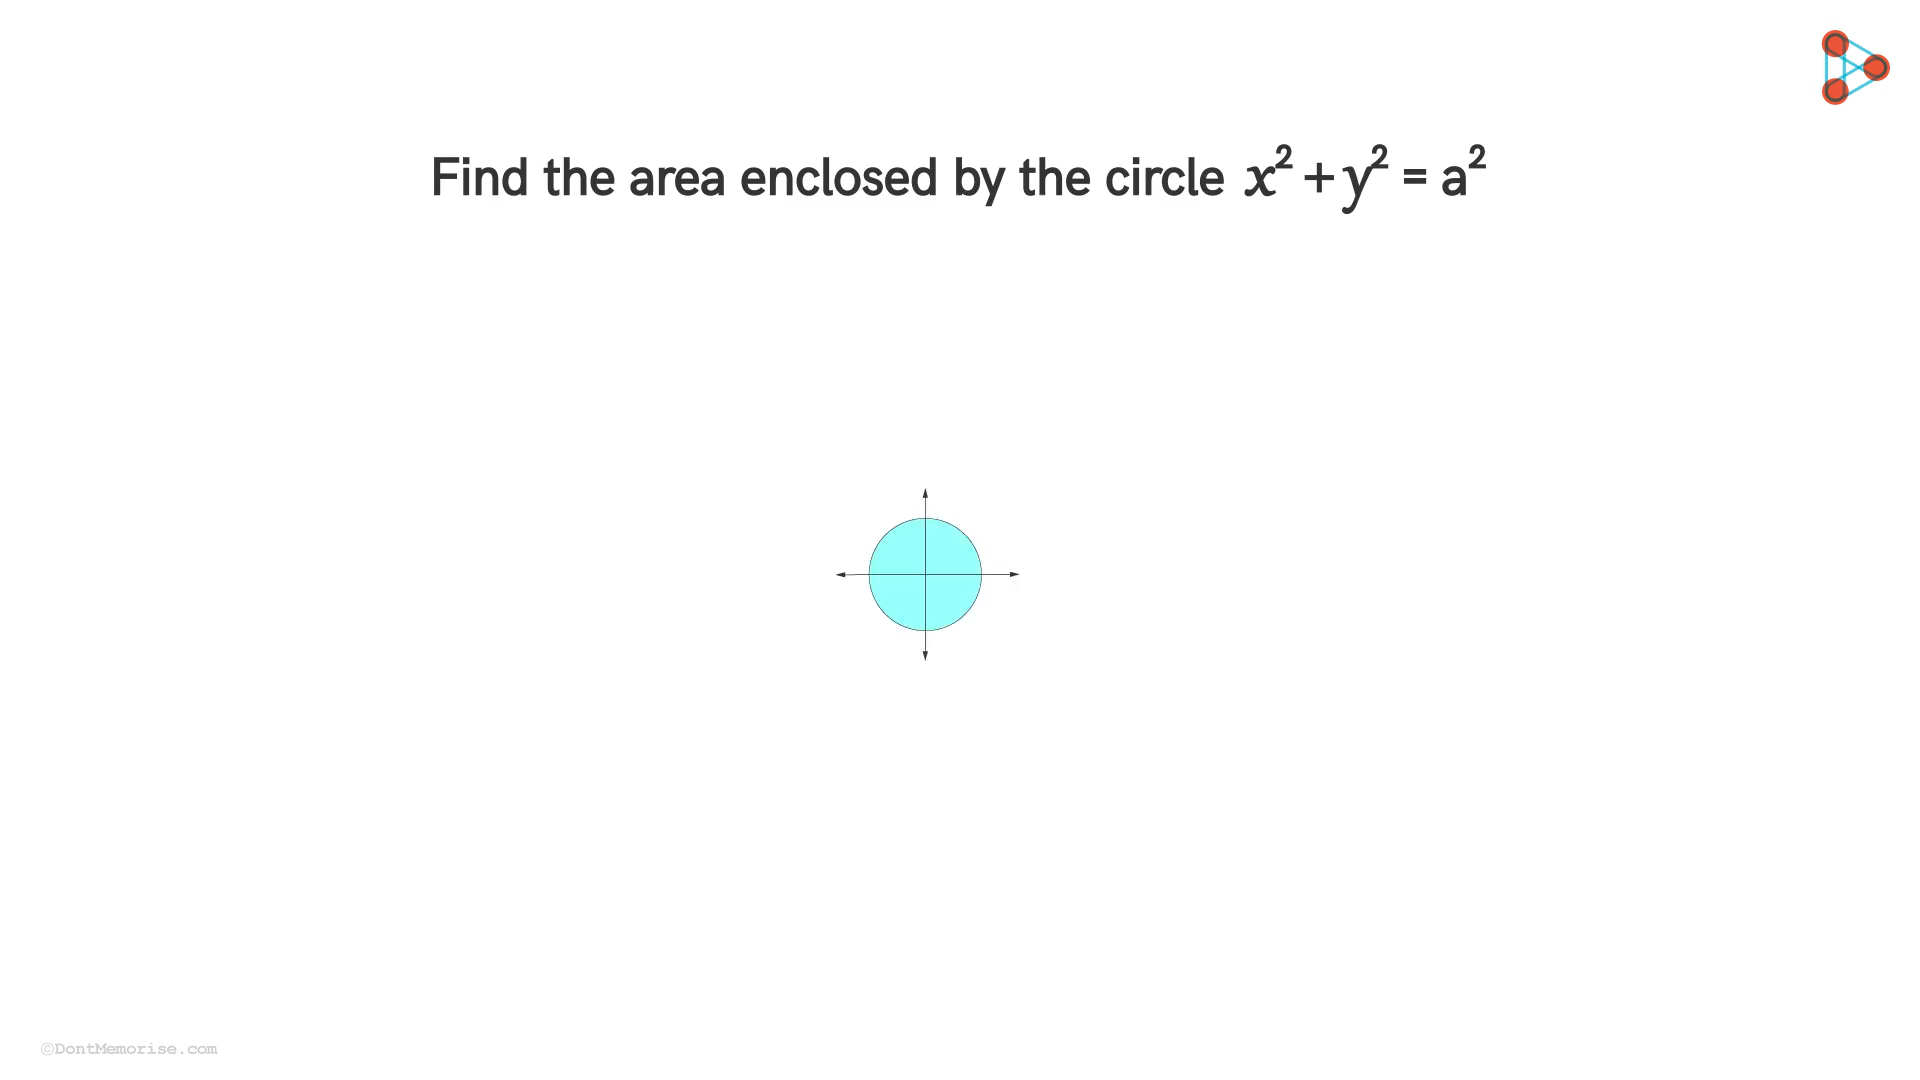 Find the area enclosed by the circle x² + y² = a²
©DontMemorise.com